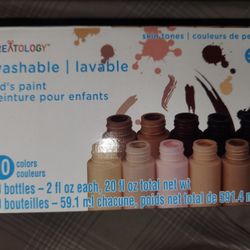 REATOLOGY
skin tones | couleurs de pe
washable | lavable
d's paint
einture pour enfants
0 colors
couleurs
bottles - 2 fl oz each, 20 fl oz total net wt
bouteilles - 59.1 ml chacune, poids net total de 591.4 m